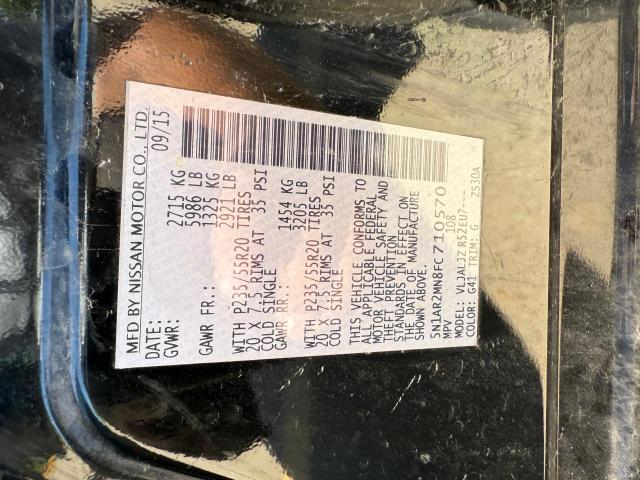 MFD BY NISSAN MOTOR CO., LTD.
DATE: 09/15
GVWR: 2715 KG
5986 LB
GAWR FR.: 1325 KG
2921 LB
WITH P235/55R20 TIRES
20 X 7.5 RIMS AT 35 PSI
COLD SINGLE
GAWR RR.: 1454 KG
3205 LB
WITH P235/55R20 TIRES
20 X 7.5 RIMS AT 35 PSI
COLD SINGLE
THIS VEHICLE CONFORMS TO
ALL APPLICABLE FEDERAL
MOTOR VEHICLE SAFETY AND
THEFT PREVENTION
STANDARDS IN EFFECT ON
THE DATE OF MANUFACTURE
SHOWN ABOVE.
5N1AR2MN8FC710570
MPV 108
MODEL: R52EU7---
COLOR: G41 TRIM: G ZS30A